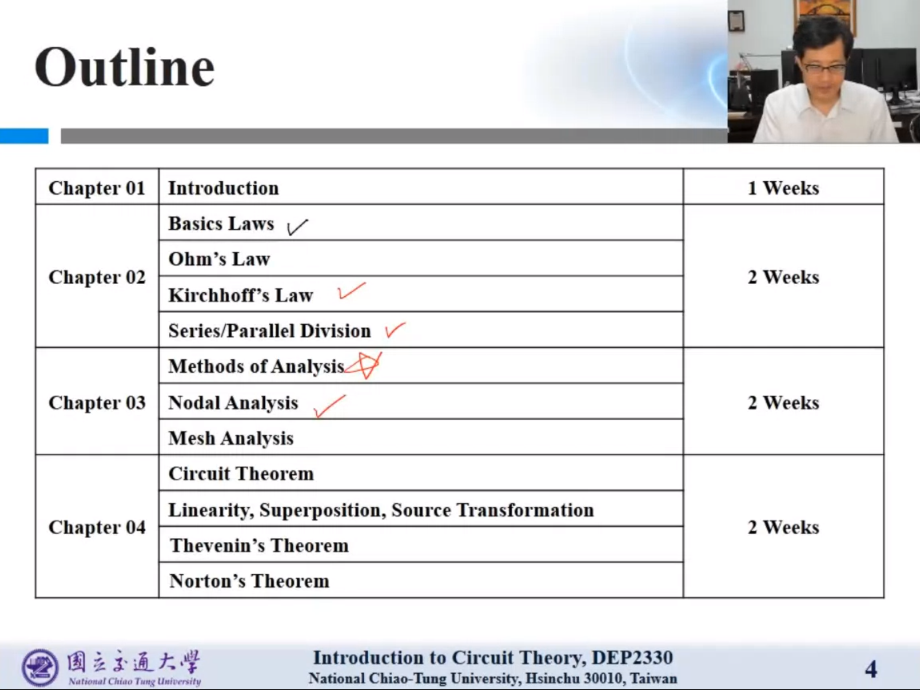 Outline
Chapter 01 Introduction 1 Weeks
Chapter 02 2 Weeks
Basics Laws
Ohm's Law
Kirchhoff's Law
Series/Parallel Division
Chapter 03 2 Weeks
Methods of Analysis
Nodal Analysis
Mesh Analysis
Chapter 04 2 Weeks
Circuit Theorem
Linearity, Superposition, Source Transformation
Thevenin's Theorem
Norton's Theorem
國立交通大學
National Chiao Tung University
Introduction to Circuit Theory, DEP2330
National Chiao-Tung University, Hsinchu 30010, Taiwan
4